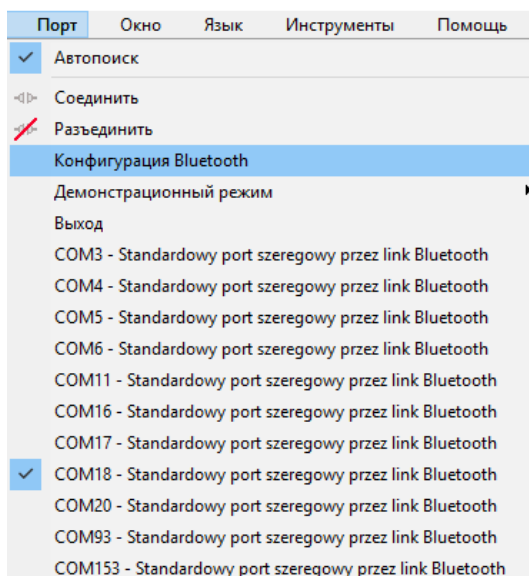 Порт Окно Язык Инструменты Помощь
Автопоиск
Соединить
Разъединить
Конфигурация Bluetooth
Демонстрационный режим
Выход
COM3 - Standardowy port szeregowy przez link Bluetooth
COM4 - Standardowy port szeregowy przez link Bluetooth
COM5 - Standardowy port szeregowy przez link Bluetooth
COM6 - Standardowy port szeregowy przez link Bluetooth
COM11 - Standardowy port szeregowy przez link Bluetooth
COM16 - Standardowy port szeregowy przez link Bluetooth
COM17 - Standardowy port szeregowy przez link Bluetooth
COM18 - Standardowy port szeregowy przez link Bluetooth
COM20 - Standardowy port szeregowy przez link Bluetooth
COM93 - Standardowy port szeregowy przez link Bluetooth
COM153 - Standardowy port szeregowy przez link Bluetooth